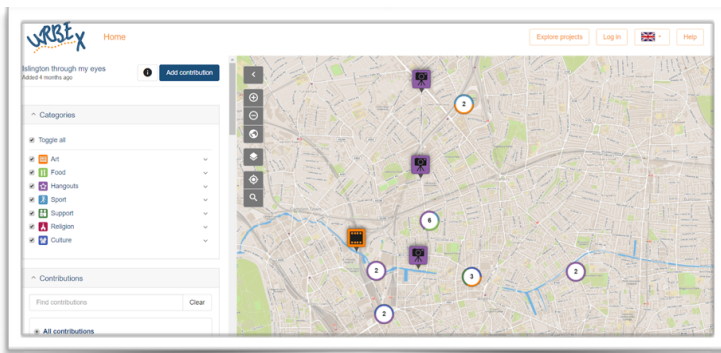 URBEX
Home
Explore projects
Log in
Help
Islington through my eyes
Added 4 months ago
Add contribution
Categories
Toggle all
Art
Food
Hangouts
Sport
Support
Religion
Culture
Contributions
Find contributions
Clear
All contributions
2
6
2
3
2
2